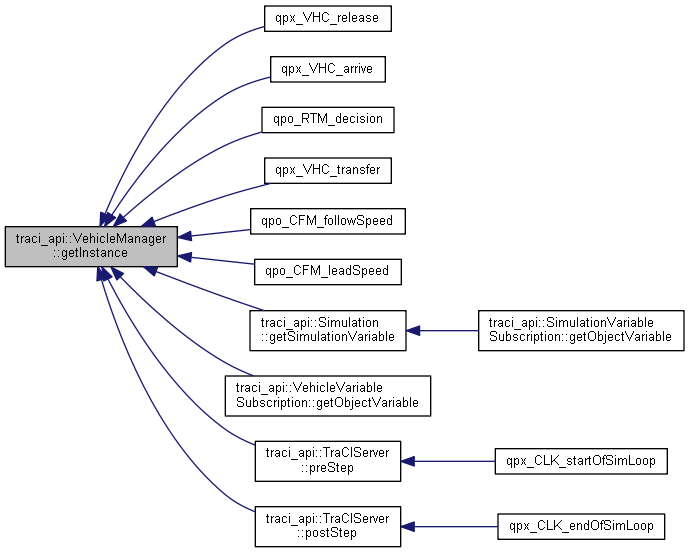 qpx_VHC_release
qpx_VHC_arrive
qpo_RTM_decision
qpx_VHC_transfer
traci_api::VehicleManager
::getInstance
qpo_CFM_followSpeed
qpo_CFM_leadSpeed
traci_api::Simulation
::getSimulationVariable
traci_api::SimulationVariable
Subscription::getObjectVariable
traci_api::VehicleVariable
Subscription::getObjectVariable
traci_api::TraCIServer
::preStep
qpx_CLK_startOfSimLoop
traci_api::TraCIServer
::postStep
qpx_CLK_endOfSimLoop